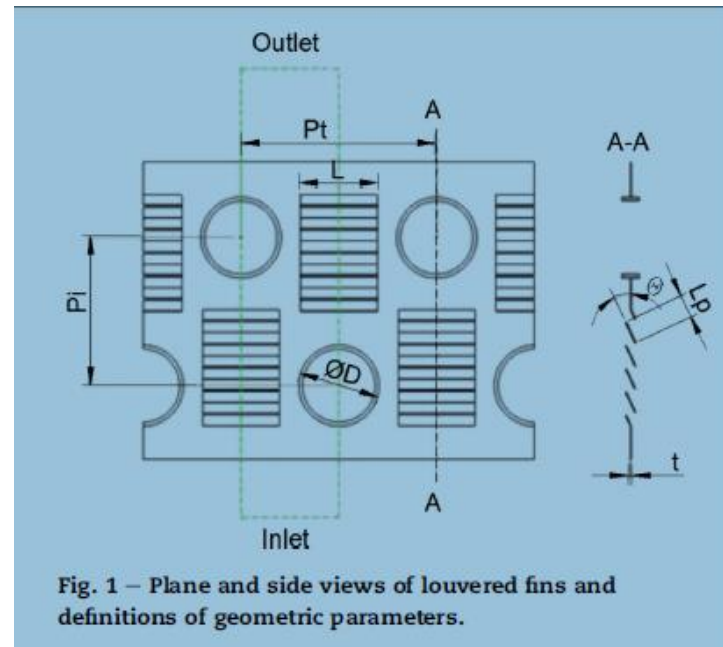 Outlet
Pt
A
A-A
L
Pi
ØD
Θ
Lp
t
A
Inlet
Fig. 1 – Plane and side views of louvered fins and
definitions of geometric parameters.